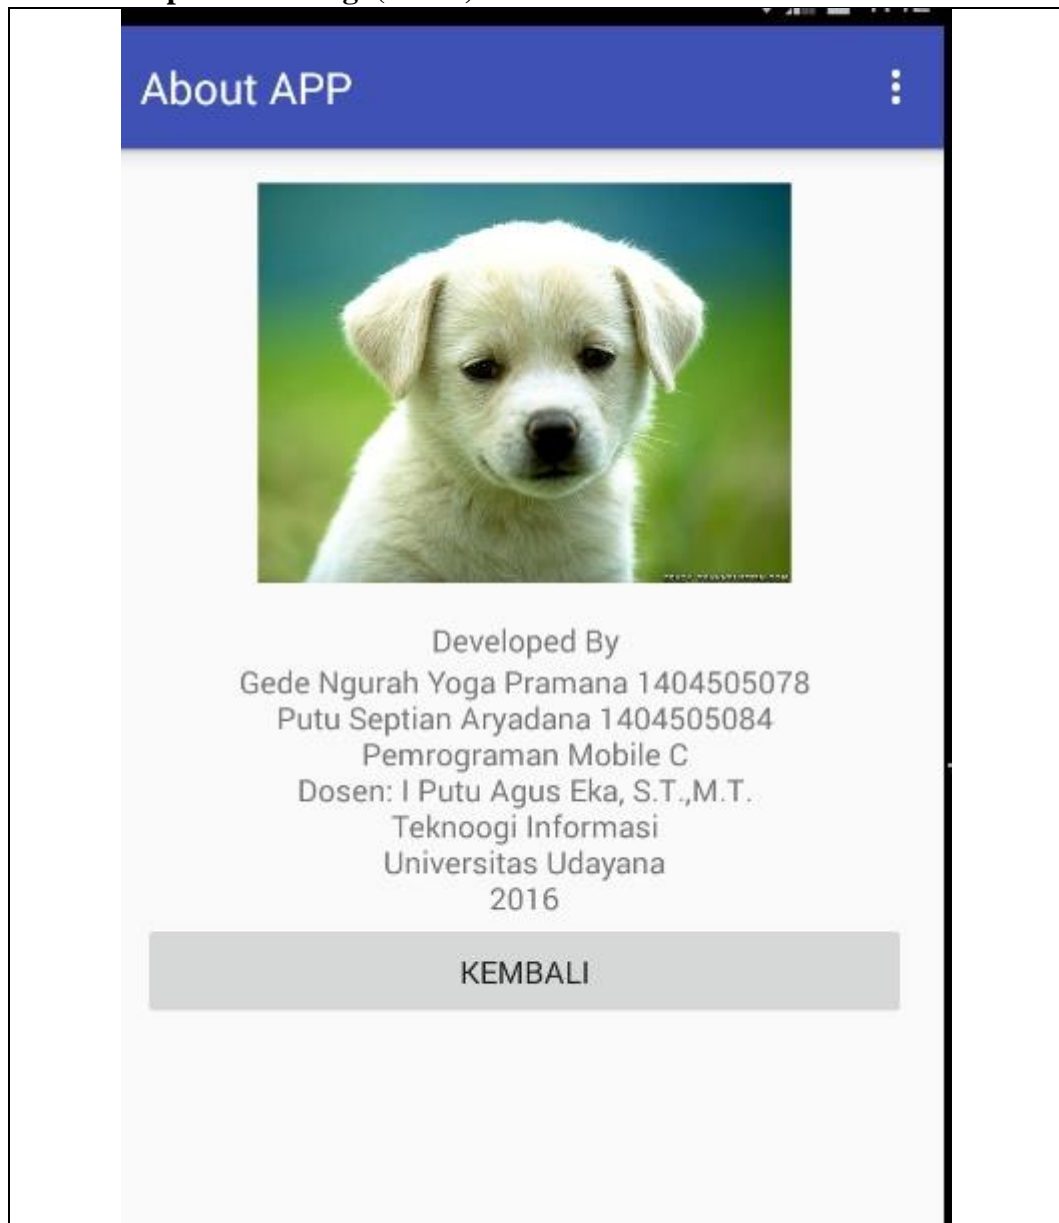 About APP
Developed By
Gede Ngurah Yoga Pramana 1404505078
Putu Septian Aryadana 1404505084
Pemrograman Mobile C
Dosen: I Putu Agus Eka, S.T.,M.T.
Teknoogi Informasi
Universitas Udayana
2016
KEMBALI